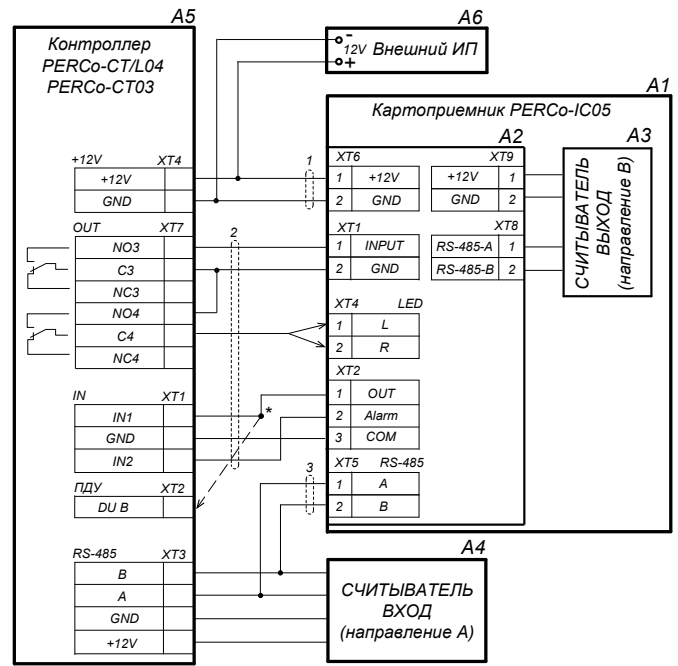 A5
Контроллер
PERCo-CT/L04
PERCo-CT03
+12V XT4
+12V
GND
OUT XT7
NO3
C3
NC3
NO4
C4
NC4
IN XT1
IN1
GND
IN2
ПДУ XT2
DU B
RS-485 XT3
B
A
GND
+12V
1
2
*
3
A6
-
12V Внешний ИП
+
A1
Картоприемник PERCo-IC05
A2
XT6
1 +12V
2 GND
XT1
1 INPUT
2 GND
XT4 LED
1 L
2 R
XT2
1 OUT
2 Alarm
3 COM
XT5 RS-485
1 A
2 B
XT9
+12V 1
GND 2
XT8
RS-485-A 1
RS-485-B 2
A3
СЧИТЫВАТЕЛЬ
ВЫХОД
(направление B)
A4
СЧИТЫВАТЕЛЬ
ВХОД
(направление A)